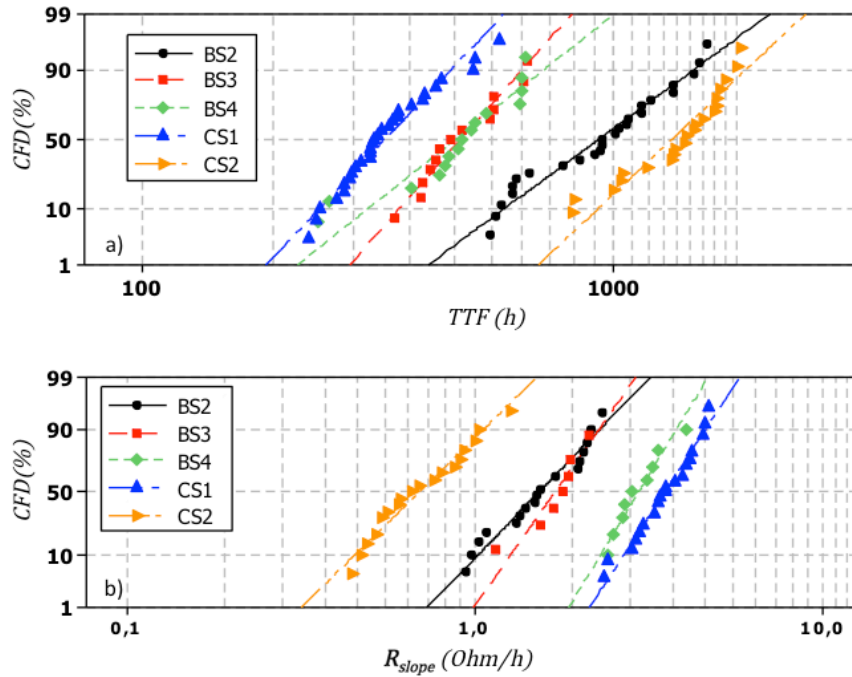 99
BS2
BS3
BS4
CS1
CS2
90
CFD(%)
50
10
a)
1
100
1000
TTF (h)
99
BS2
BS3
BS4
CS1
CS2
90
CFD(%)
50
10
b)
1
0,1
1,0
10,0
Rslope (Ohm/h)